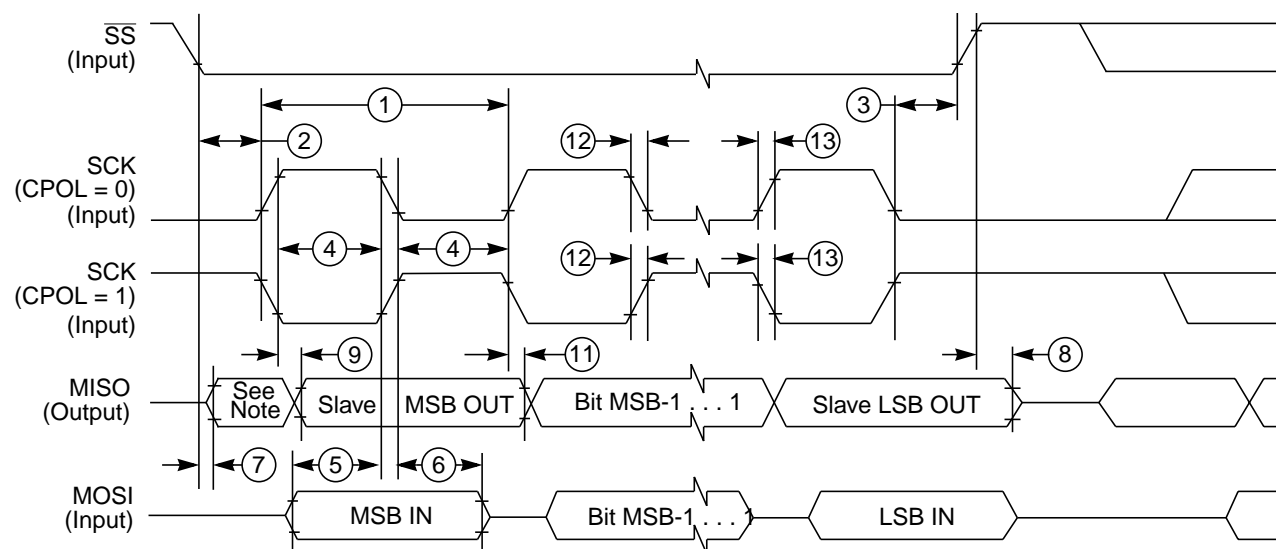 SS
(Input)
1
3
2
12
13
SCK
(CPOL = 0)
(Input)
4
4
12
13
SCK
(CPOL = 1)
(Input)
9
11
8
MISO
(Output)
See
Note
Slave
MSB OUT
Bit MSB-1 . . . 1
Slave LSB OUT
7
5
6
MOSI
(Input)
MSB IN
Bit MSB-1 . . . 1
LSB IN